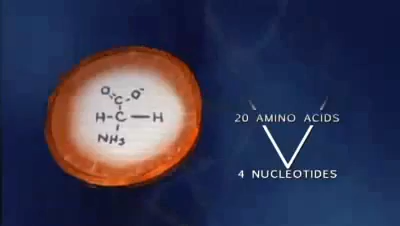 O O-
C
H-C-H
NH3
20 AMINO ACIDS
4 NUCLEOTIDES